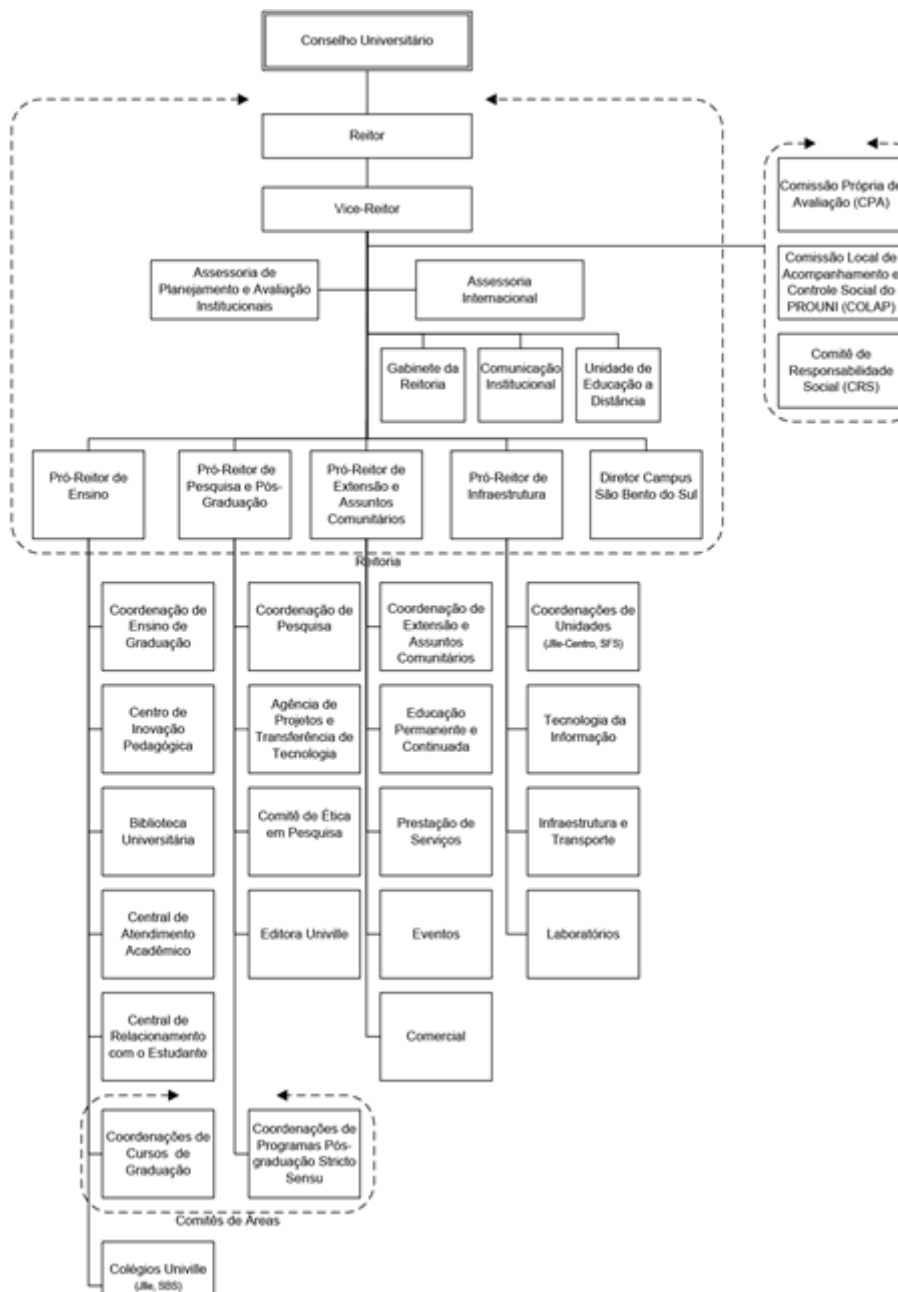 Conselho Universitário
Reitor
Vice-Reitor
Comissão Própria de
Avaliação (CPA)
Comissão Local de
Acompanhamento e
Controle Social do
PROUNI (COLAP)
Comitê de
Responsabilidade
Social (CRS)
Assessoria de
Planejamento e Avaliação
Institucionais
Assessoria
Internacional
Gabinete da
Reitoria
Comunicação
Institucional
Unidade de
Educação a
Distância
Pró-Reitor de
Ensino
Pró-Reitor de
Pesquisa e Pós-
Graduação
Pró-Reitor de
Extensão e
Assuntos
Comunitários
Pró-Reitor de
Infraestrutura
Diretor Campus
São Bento do Sul
Reitoria
Coordenação de
Ensino de
Graduação
Coordenação de
Pesquisa
Coordenação de
Extensão e
Assuntos
Comunitários
Coordenações de
Unidades
(Jlle-Centro, SFS)
Centro de
Inovação
Pedagógica
Agência de
Projetos e
Transferência de
Tecnologia
Educação
Permanente e
Continuada
Tecnologia da
Informação
Biblioteca
Universitária
Comitê de Ética
em Pesquisa
Prestação de
Serviços
Infraestrutura e
Transporte
Central de
Atendimento
Acadêmico
Editora Univille
Eventos
Laboratórios
Central de
Relacionamento
com o Estudante
Comercial
Coordenações de
Cursos de
Graduação
Coordenações de
Programas Pós-
graduação Stricto
Sensu
Comitês de Áreas
Colégios Univille
(Jlle, SBS)